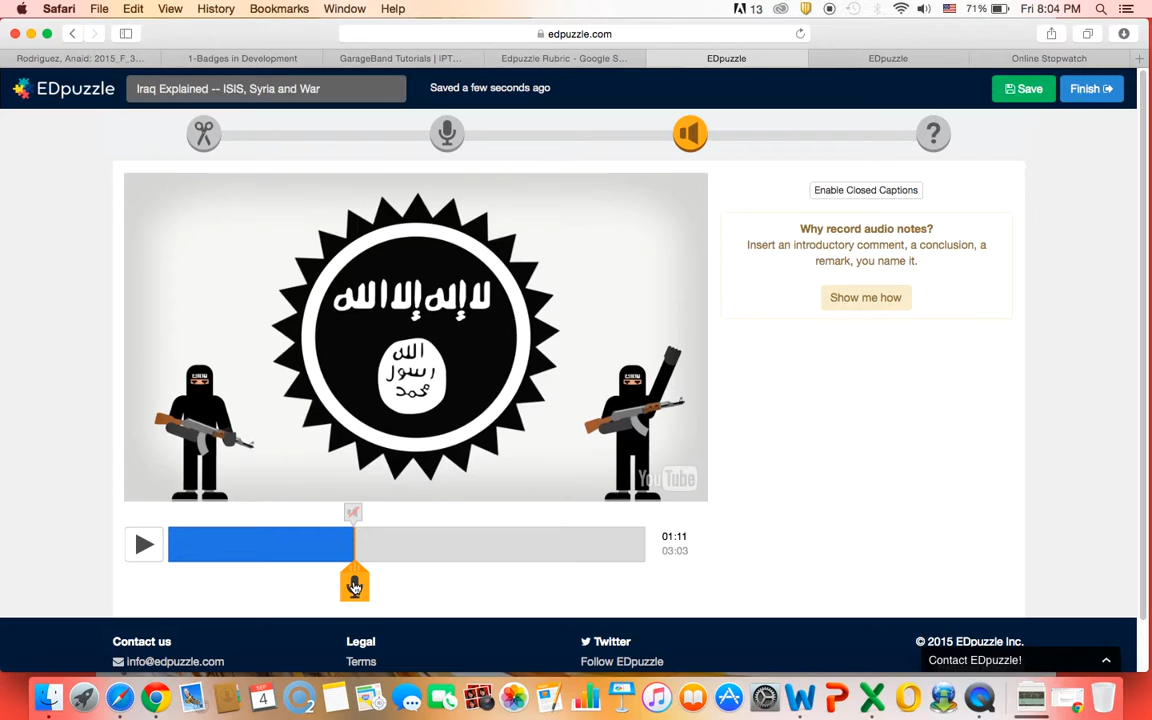 Safari File Edit View History Bookmarks Window Help 13 71% Fri 8:04 PM
edpuzzle.com
Rodriguez, Anaid: 2015_F_3... 1-Badges in Development GarageBand Tutorials | IPT... Edpuzzle Rubric - Google S... EDpuzzle EDpuzzle Online Stopwatch
EDpuzzle Iraq Explained -- ISIS, Syria and War Saved a few seconds ago Save Finish
?
Enable Closed Captions
Why record audio notes?
Insert an introductory comment, a conclusion, a
remark, you name it.
Show me how
لا إله إلا الله
الله
رسول
محمد
YouTube
01:11
03:03
Contact us Legal Twitter © 2015 EDpuzzle Inc.
info@edpuzzle.com Terms Follow EDpuzzle Contact EDpuzzle!
SEP
4